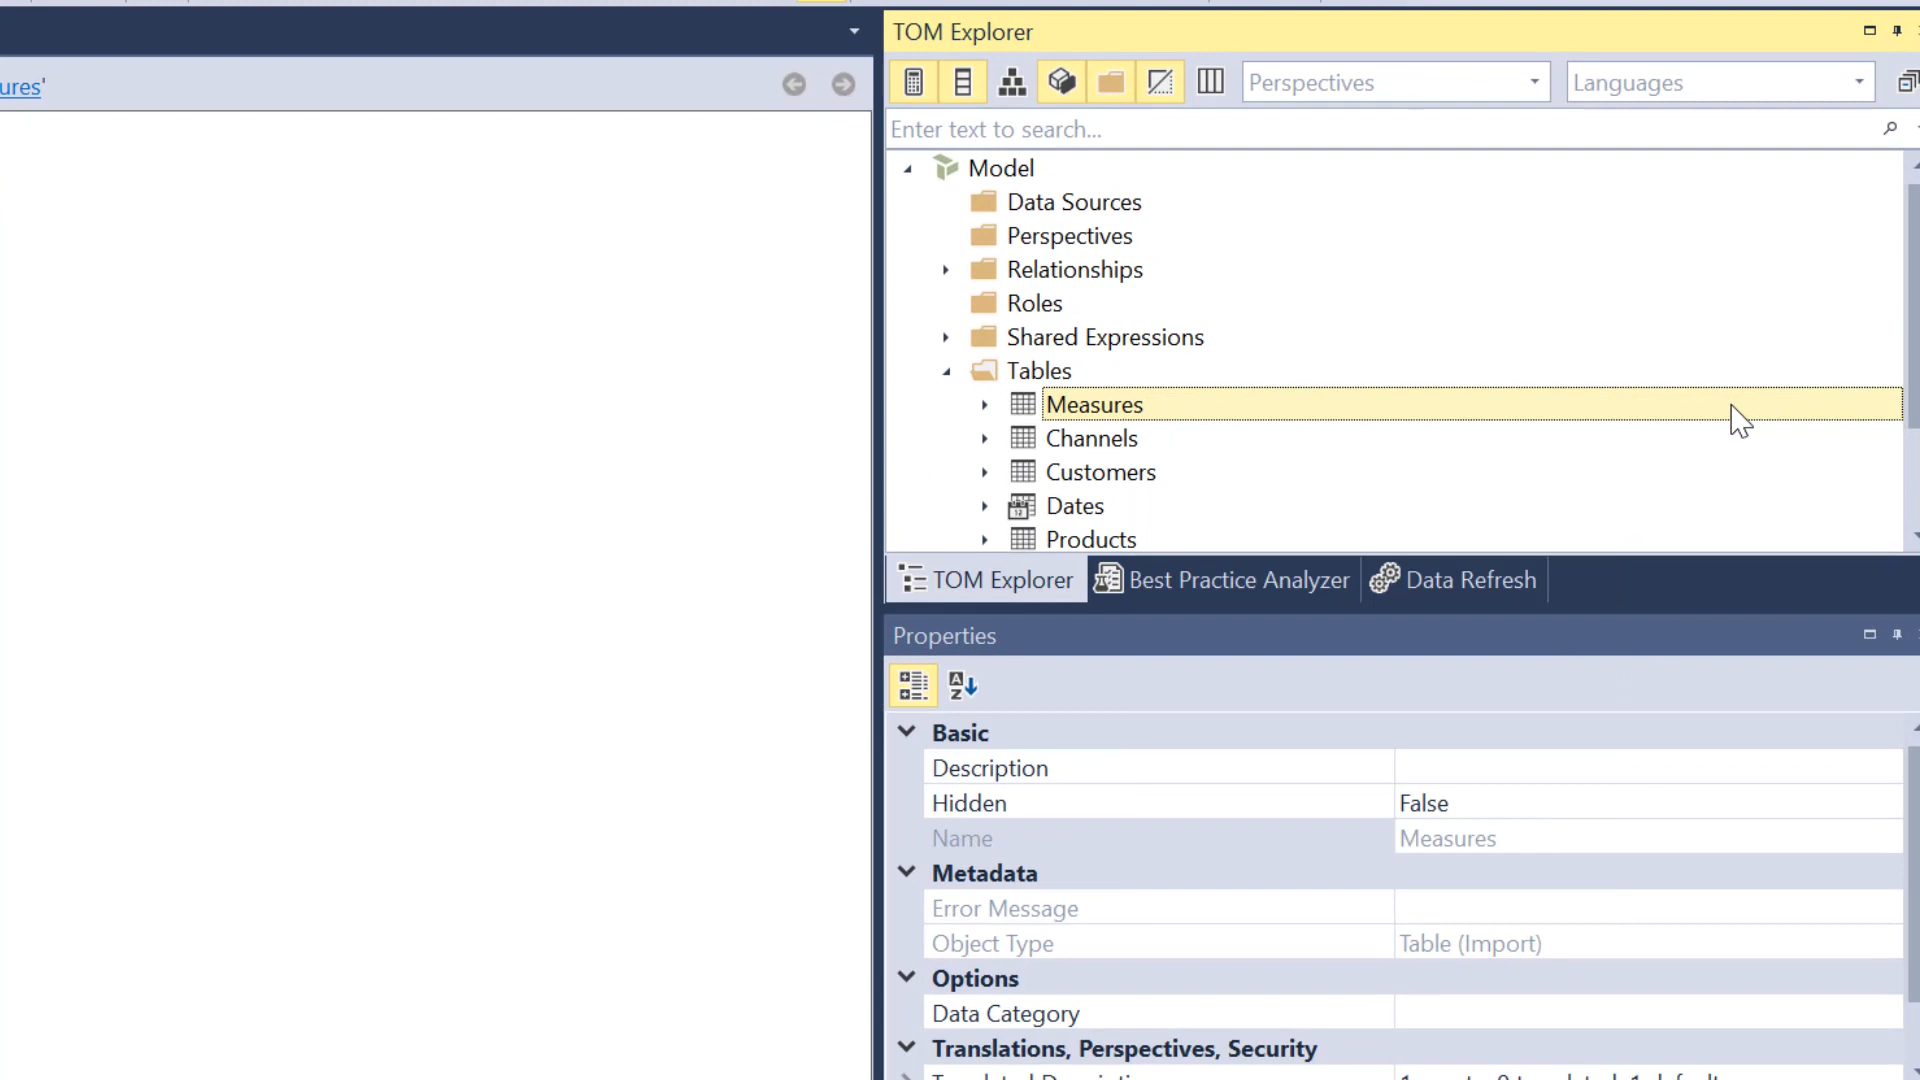 TOM Explorer
ures'
Perspectives
Languages
Enter text to search...
Model
Data Sources
Perspectives
Relationships
Roles
Shared Expressions
Tables
Measures
Channels
Customers
Dates
Products
TOM Explorer
Best Practice Analyzer
Data Refresh
Properties
Basic
Description
Hidden False
Name Measures
Metadata
Error Message
Object Type Table (Import)
Options
Data Category
Translations, Perspectives, Security